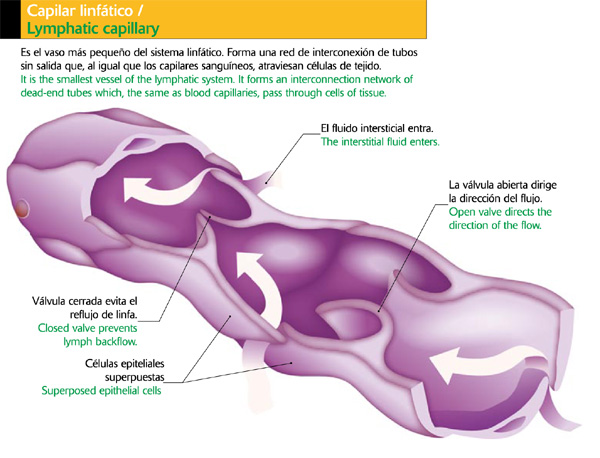 Capilar linfático /
Lymphatic capillary
Es el vaso más pequeño del sistema linfático. Forma una red de interconexión de tubos
sin salida que, al igual que los capilares sanguíneos, atraviesan células de tejido.
It is the smallest vessel of the lymphatic system. It forms an interconnection network of
dead-end tubes which, the same as blood capillaries, pass through cells of tissue.
El fluido intersticial entra.
The interstitial fluid enters.
La válvula abierta dirige
la dirección del flujo.
Open valve directs the
direction of the flow.
Válvula cerrada evita el
reflujo de linfa.
Closed valve prevents
lymph backflow.
Células epiteliales
superpuestas
Superposed epithelial cells